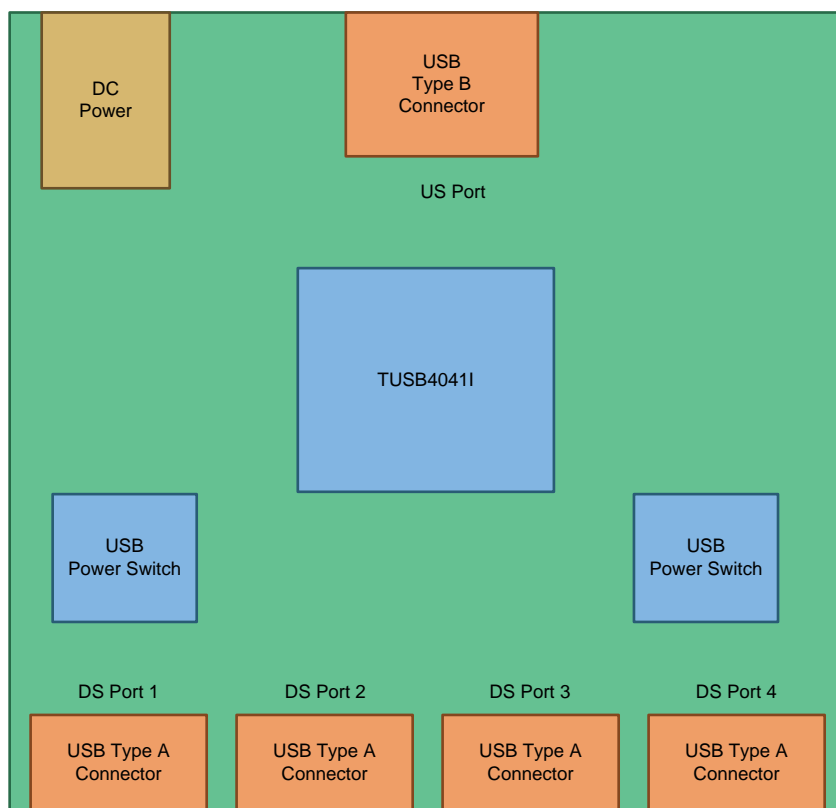 DC
Power
USB
Type B
Connector
US Port
TUSB4041I
USB
Power Switch
USB
Power Switch
DS Port 1
DS Port 2
DS Port 3
DS Port 4
USB Type A
Connector
USB Type A
Connector
USB Type A
Connector
USB Type A
Connector